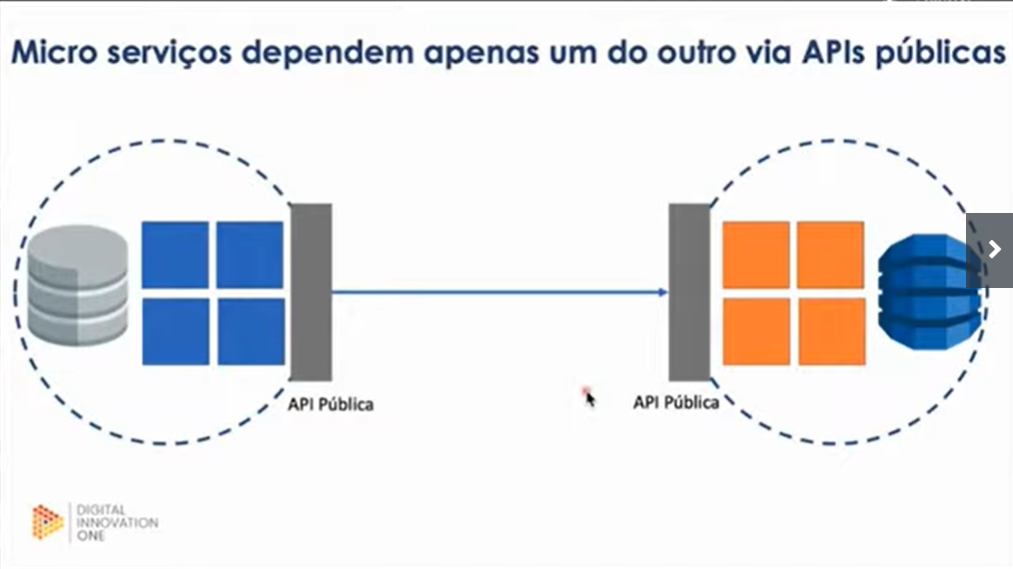 Micro serviços dependem apenas um do outro via APIs públicas
API Pública
API Pública
DIGITAL
INNOVATION
ONE